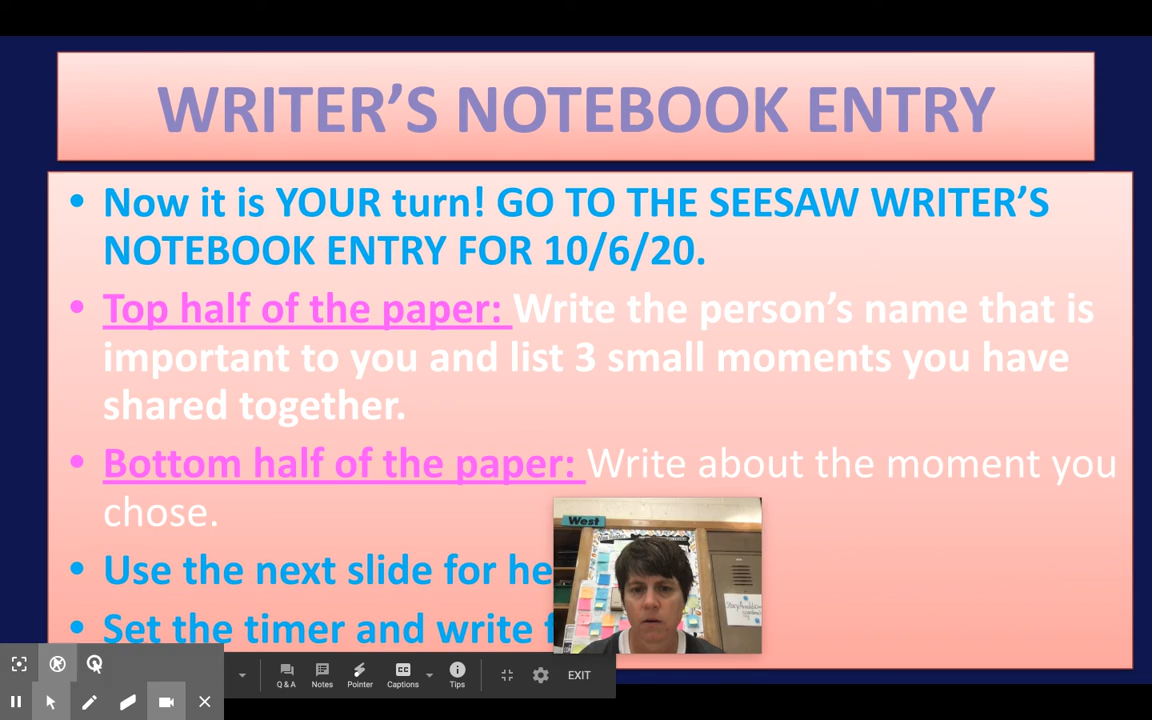 WRITER’S NOTEBOOK ENTRY
• Now it is YOUR turn! GO TO THE SEESAW WRITER’S
NOTEBOOK ENTRY FOR 10/6/20.
• Top half of the paper: Write the person’s name that is
important to you and list 3 small moments you have
shared together.
• Bottom half of the paper: Write about the moment you
chose.
West
• Use the next slide for he
• Set the timer and write f
Q & A Notes Pointer Captions Tips EXIT